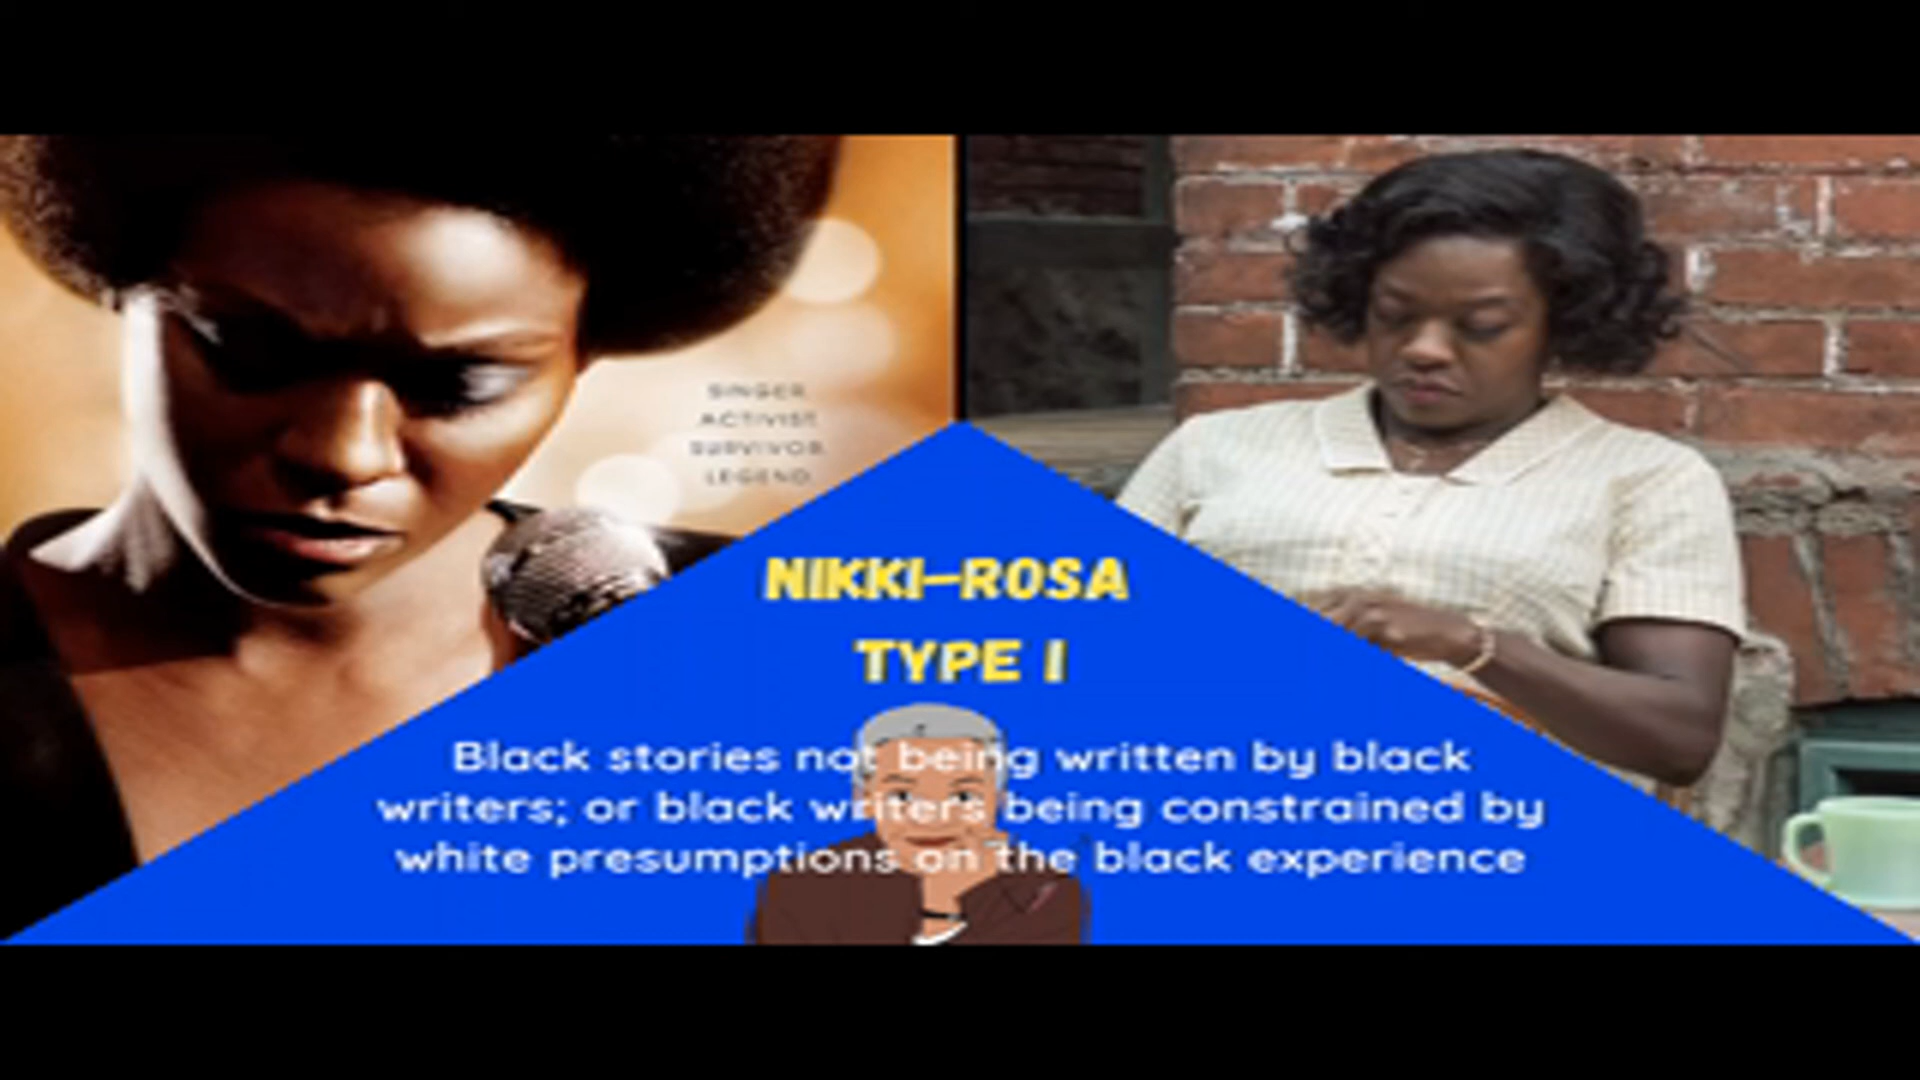 SINGER.
ACTIVIST.
SURVIVOR.
LEGEND.
NIKKI-ROSA
TYPE I
Black stories not being written by black
writers; or black writers being constrained by
white presumptions on the black experience